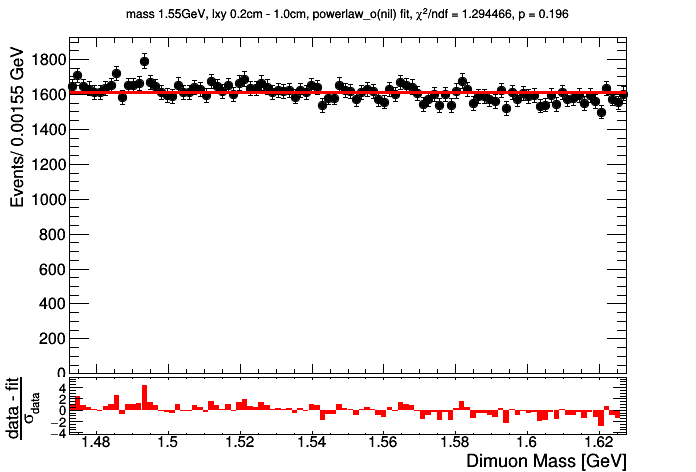 mass 1.55GeV, lxy 0.2cm - 1.0cm, powerlaw_o(nil) fit, χ²/ndf = 1.294466, p = 0.196
Events/ 0.00155 GeV
1800
1600
1400
1200
1000
800
600
400
200
0
data - fit
σdata
4
2
0
−2
−4
1.48 1.5 1.52 1.54 1.56 1.58 1.6 1.62
Dimuon Mass [GeV]